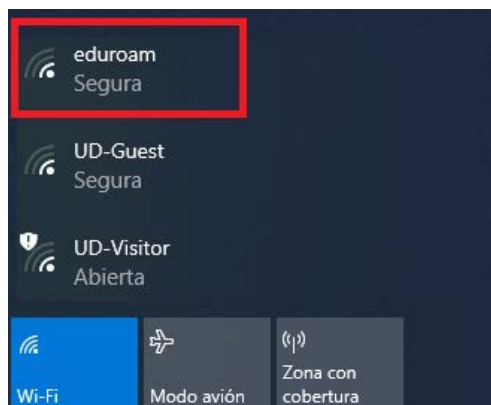 eduroam
Segura
UD-Guest
Segura
UD-Visitor
Abierta
Wi-Fi
Modo avión
Zona con
cobertura